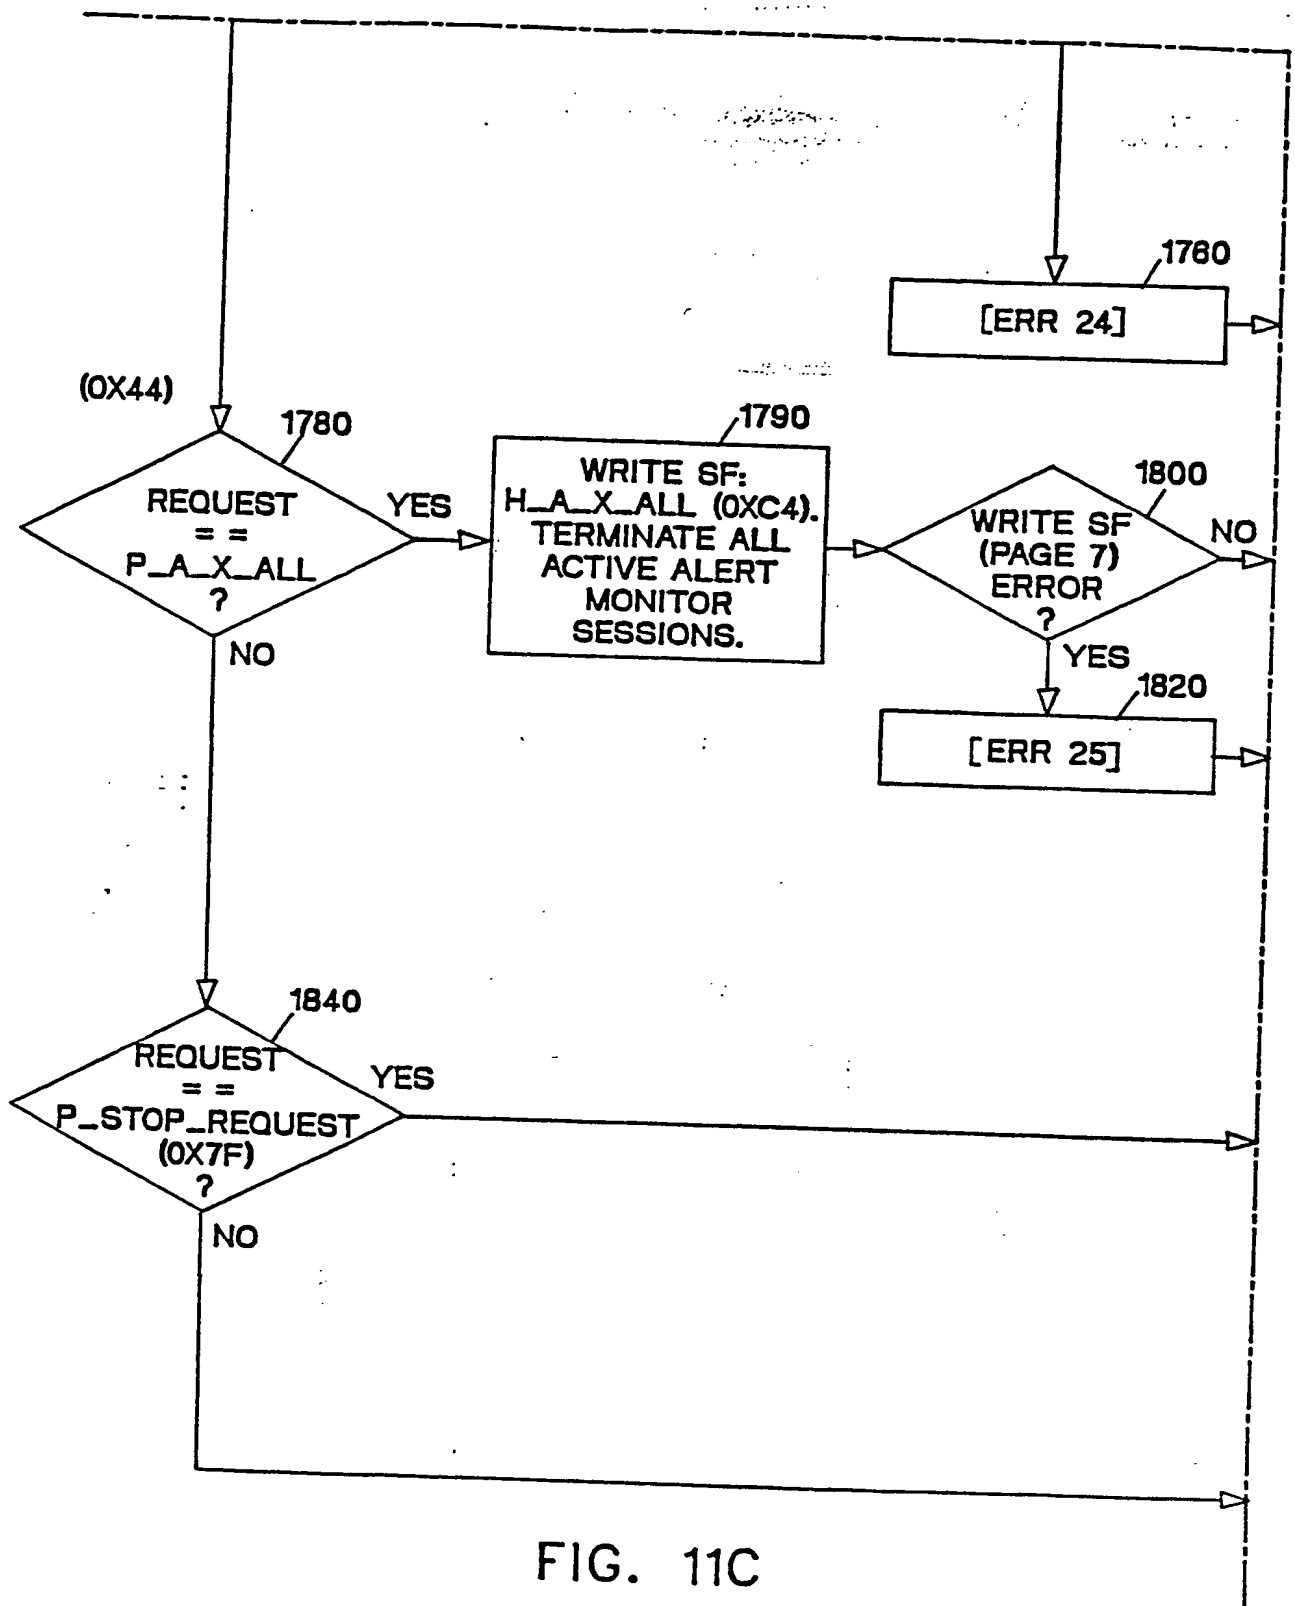 1760
[ERR 24]
(0X44)
1780
REQUEST
= =
P_A_X_ALL
?
YES
NO
1790
WRITE SF:
H_A_X_ALL (0XC4).
TERMINATE ALL
ACTIVE ALERT
MONITOR
SESSIONS.
1800
WRITE SF
(PAGE 7)
ERROR
?
NO
YES
1820
[ERR 25]
1840
REQUEST
= =
P_STOP_REQUEST
(0X7F)
?
YES
NO
FIG. 11C